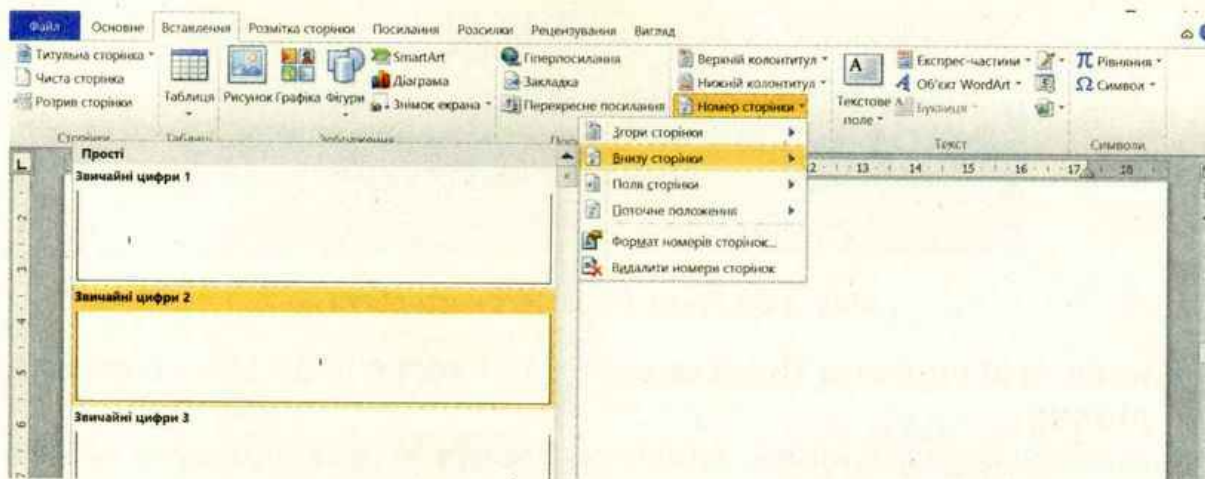 Файл Основне Вставлення Розмітка сторінки Посилання Розсилки Рецензування Вигляд
Титульна сторінка
Чиста сторінка
Розрив сторінки
Сторінки
Таблиця
Таблиці
Рисунок Графіка Фігури
SmartArt
Діаграма
Знімок екрана
Зображення
Гіперпосилання
Закладка
Перехресне посилання
Верхній колонтитул
Нижній колонтитул
Номер сторінки
Текстове поле
Експрес-частини
Об'єкт WordArt
Буквиця
Текст
π Рівняння
Ω Символ
Символи
Згори сторінки
Внизу сторінки
Поля сторінки
Поточне положення
Формат номерів сторінок...
Видалити номери сторінок
12 13 14 15 16 17 18
Прості
Звичайні цифри 1
1
Звичайні цифри 2
1
Звичайні цифри 3